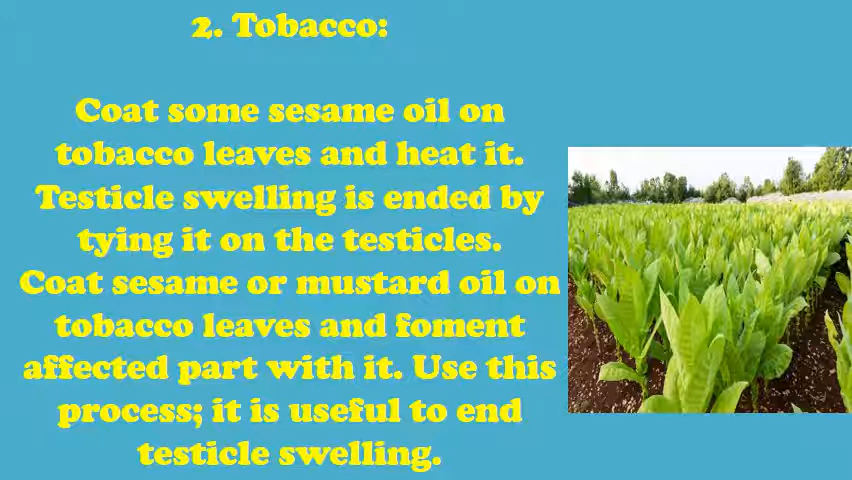 2. Tobacco:
Coat some sesame oil on
tobacco leaves and heat it.
Testicle swelling is ended by
tying it on the testicles.
Coat sesame or mustard oil on
tobacco leaves and foment
affected part with it. Use this
process; it is useful to end
testicle swelling.